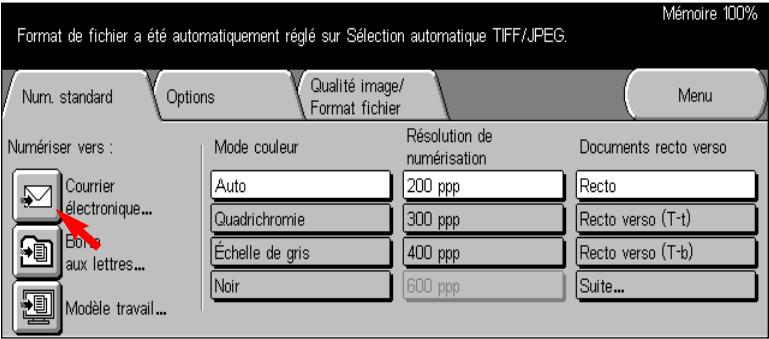 Mémoire 100%
Format de fichier a été automatiquement réglé sur Sélection automatique TIFF/JPEG.
Num. standard
Options
Qualité image/
Format fichier
Menu
Numériser vers :
Courrier
électronique...
Boîte
aux lettres...
Modèle travail...
Mode couleur
Auto
Quadrichromie
Échelle de gris
Noir
Résolution de
numérisation
200 ppp
300 ppp
400 ppp
600 ppp
Documents recto verso
Recto
Recto verso (T-t)
Recto verso (T-b)
Suite...